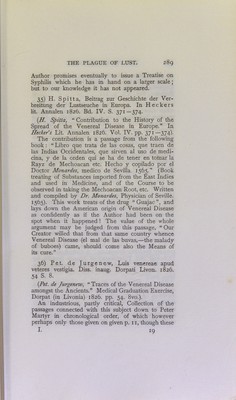 THE PLAGUE OF LUST. 289
Author promises eventually to issue a Treatise on
Syphilis which he has in hand on a larger scale;
but to our knowledge it has not appeared.
35) H. Spitta, Beitrag zur Geschichte der Ver-
breitung der Lustseuche in Europa. In Heckers
lit. Annalen 1826. Bd. IV. S. 371—374.
(H. Spitta, "Contribution to the History of the
Spread of the Venereal Disease in Europe." In
Hecker's Lit. Annalen 1826. Vol. IV. pp. 371—374).
The contribution is a passage from the following
book: "Libro que trata de las cosas, que traen de
las Indias Occidentales, que sirven al uso de medi-
cina, y de la orden qui se ha de tener en tomar la
Rayz de Mechoacan etc. Hecho y copilado por el
Doctor Monardis, medico de Sevilla. 1565." (Book
treating of Substances imported from the East Indies
and used in Medicine, and of the Course to be
observed in taking the Mechoacan Root, etc. Written
and compiled by Dr. Monardis, Physician of Seville.
1565). This work treats of the drug "Guajac", and
lays down the American origin of Venereal Disease
as confidently as if the Author had been on the
spot when it happened! The value of the whole
argument may be judged from this passage, "Our
Creator willed that from that same country whence
Venereal Disease (el mal de las buvas,—the malady
of buboes) came, should come also the Means of
its cure."
36) Pet. de Jurgenew, Luis venereae apud
veteres vestigia. Diss. inaug. Dorpati Livon. 1826.
54 S. 8.
(Pet. de Jurgenew, "Traces of the Venereal Disease
amongst the Ancients." Medical Graduation Exercise,
Dorpat (in Livonia) 1826. pp. 54. 8vo.).
An industrious, partly critical, Collection of the
passages connected with this subject down to Peter
Martyr in chronological order, of which however
perhaps only those given on given p. 11, though these
I. 19